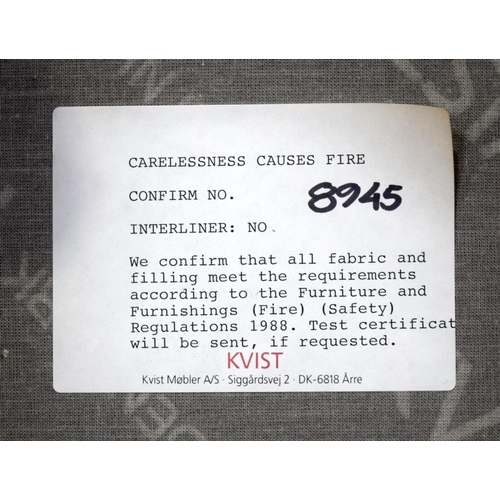 CARELESSNESS CAUSES FIRE
CONFIRM NO. 8945
INTERLINER: NO.
We confirm that all fabric and
filling meet the requirements
according to the Furniture and
Furnishings (Fire) (Safety)
Regulations 1988. Test certificat
will be sent, if requested.
KVIST
Kvist Møbler A/S · Siggårdsvej 2 · DK-6818 Årre